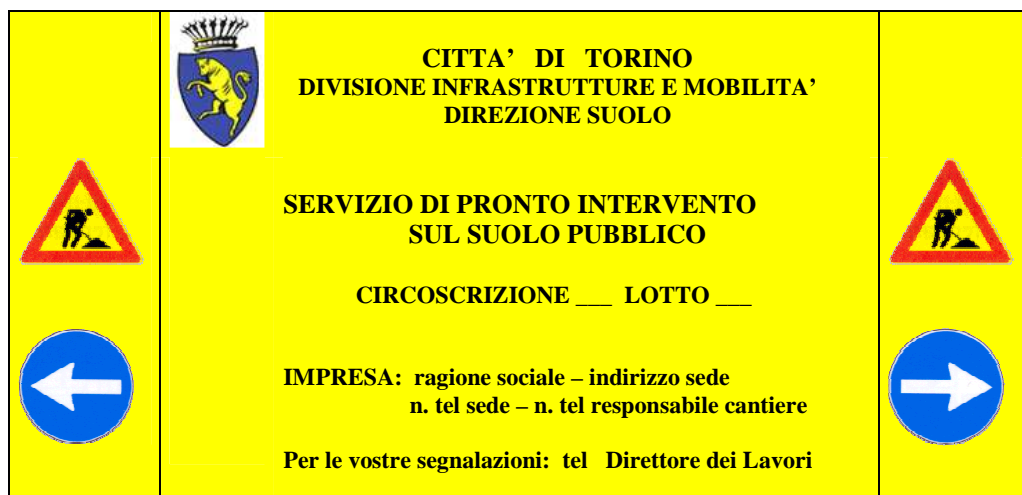 CITTA' DI TORINO
DIVISIONE INFRASTRUTTURE E MOBILITA'
DIREZIONE SUOLO
SERVIZIO DI PRONTO INTERVENTO
SUL SUOLO PUBBLICO
CIRCOSCRIZIONE ___ LOTTO ___
IMPRESA: ragione sociale – indirizzo sede
n. tel sede – n. tel responsabile cantiere
Per le vostre segnalazioni: tel Direttore dei Lavori